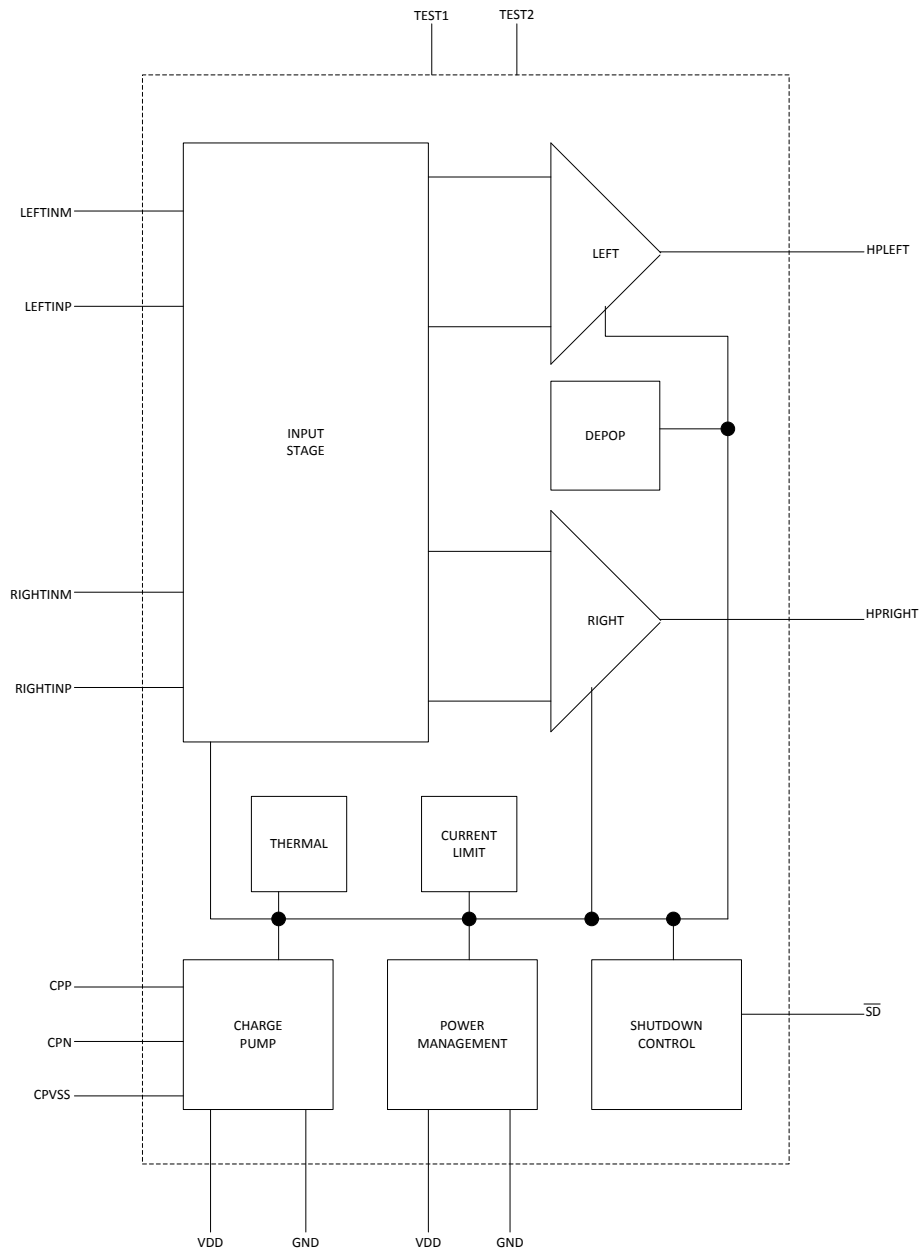 TEST1
TEST2
LEFTINM
LEFTINP
LEFT
HPLEFT
INPUT
STAGE
DEPOP
RIGHTINM
RIGHTINP
RIGHT
HPRIGHT
THERMAL
CURRENT
LIMIT
CPP
CPN
CPVSS
CHARGE
PUMP
POWER
MANAGEMENT
SHUTDOWN
CONTROL
S̅D̅
VDD
GND
VDD
GND